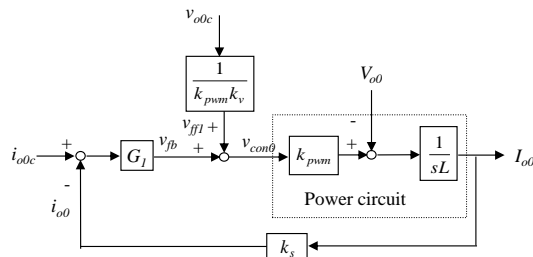 v_{o0c}
1
k_{pwm}k_v
V_{o0}
v_{ff1} +
-
i_{o0c} +
G_1
v_{fb} +
v_{con0}
k_{pwm}
+
1
sL
I_{o0}
-
i_{o0}
Power circuit
k_s